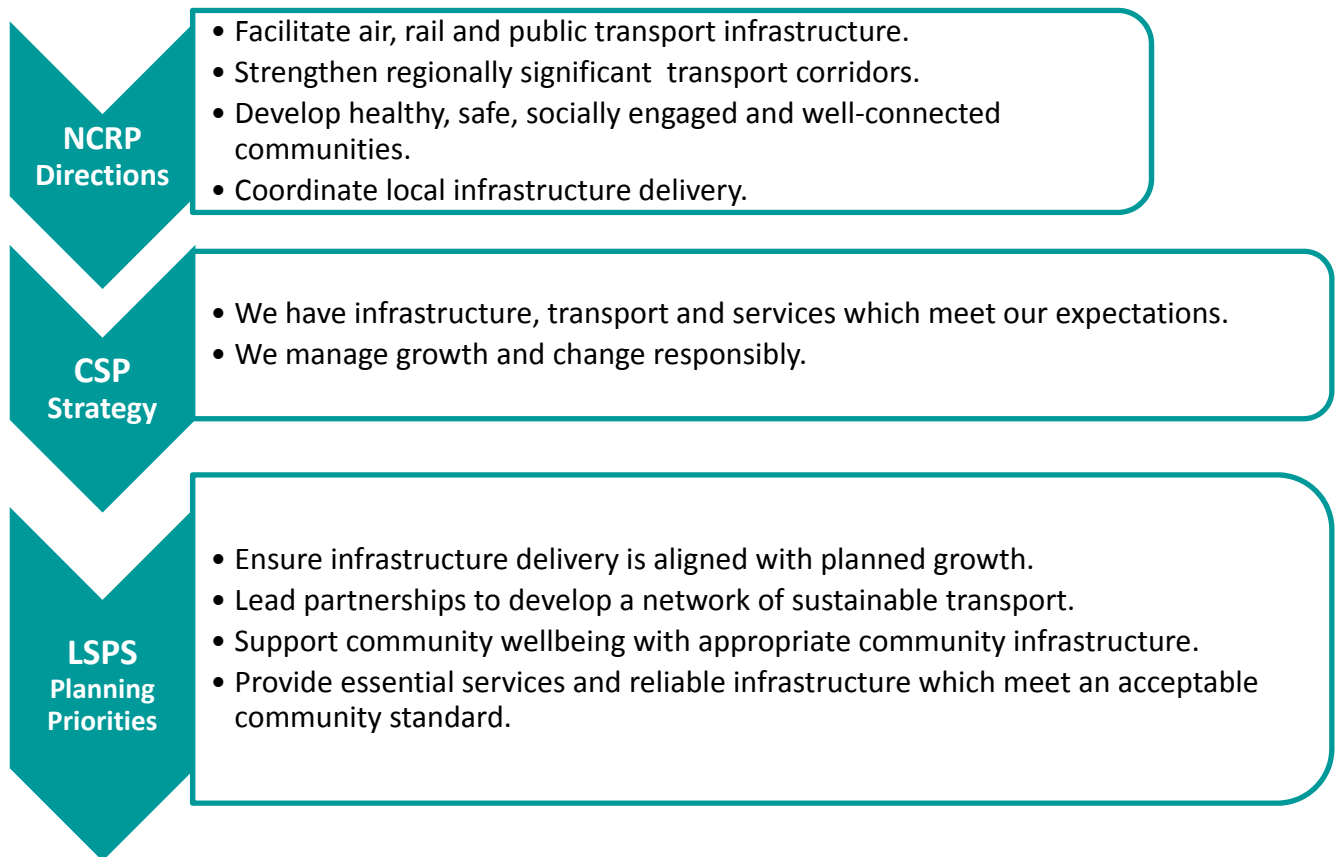 NCRP
Directions
• Facilitate air, rail and public transport infrastructure.
• Strengthen regionally significant  transport corridors.
• Develop healthy, safe, socially engaged and well-connected
communities.
• Coordinate local infrastructure delivery.
CSP
Strategy
• We have infrastructure, transport and services which meet our expectations.
• We manage growth and change responsibly.
LSPS
Planning
Priorities
• Ensure infrastructure delivery is aligned with planned growth.
• Lead partnerships to develop a network of sustainable transport.
• Support community wellbeing with appropriate community infrastructure.
• Provide essential services and reliable infrastructure which meet an acceptable
community standard.